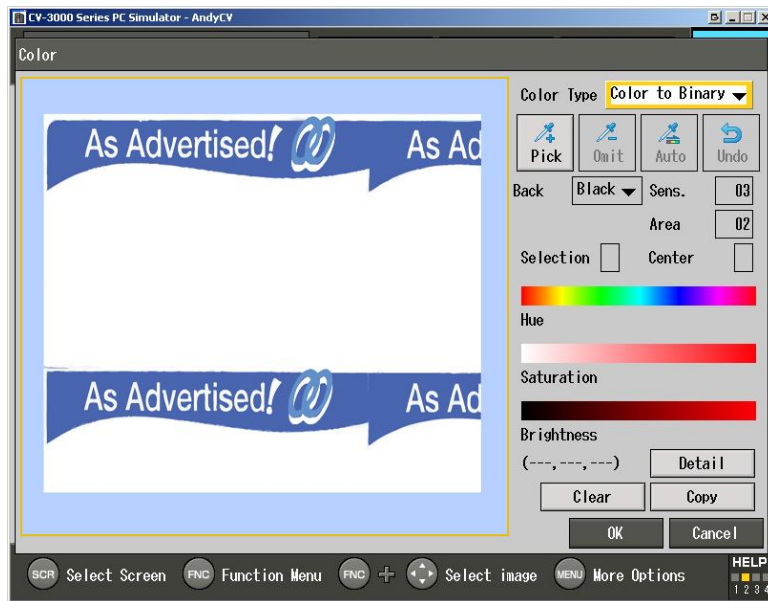 CV-3000 Series PC Simulator - AndyCV
Color
As Advertised!
As Ad
As Advertised!
As Ad
Color Type Color to Binary
Pick Omit Auto Undo
Back Black Sens. 03
Area 02
Selection Center
Hue
Saturation
Brightness
(---,---,---) Detail
Clear Copy
OK Cancel
SCR Select Screen FNC Function Menu FNC + Select image MENU More Options
HELP
1 2 3 4